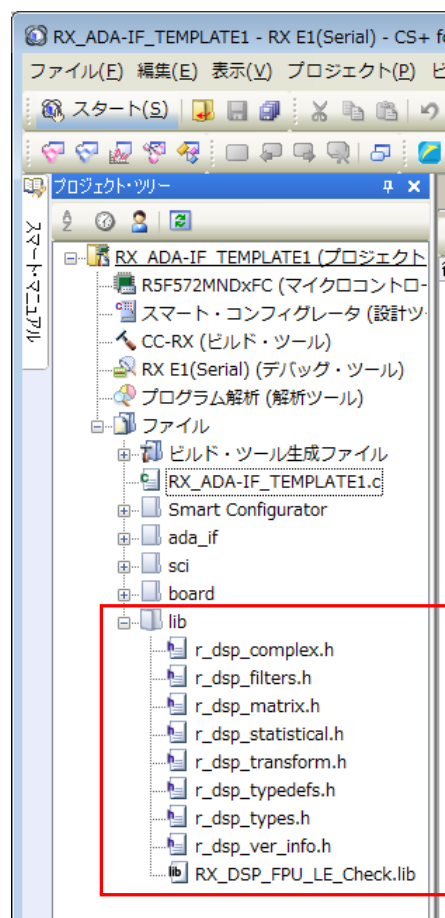 RX_ADA-IF_TEMPLATE1 - RX E1(Serial) - CS+ f
ファイル(F) 編集(E) 表示(V) プロジェクト(P) ビ
スタート(S)
プロジェクト・ツリー
スマート・マニュアル
RX_ADA-IF_TEMPLATE1 (プロジェクト
R5F572MNDxFC (マイクロコントロー
スマート・コンフィグレータ (設計ツ
CC-RX (ビルド・ツール)
RX E1(Serial) (デバッグ・ツール)
プログラム解析 (解析ツール)
ファイル
ビルド・ツール生成ファイル
RX_ADA-IF_TEMPLATE1.c
Smart Configurator
ada_if
sci
board
lib
r_dsp_complex.h
r_dsp_filters.h
r_dsp_matrix.h
r_dsp_statistical.h
r_dsp_transform.h
r_dsp_typedefs.h
r_dsp_types.h
r_dsp_ver_info.h
RX_DSP_FPU_LE_Check.lib